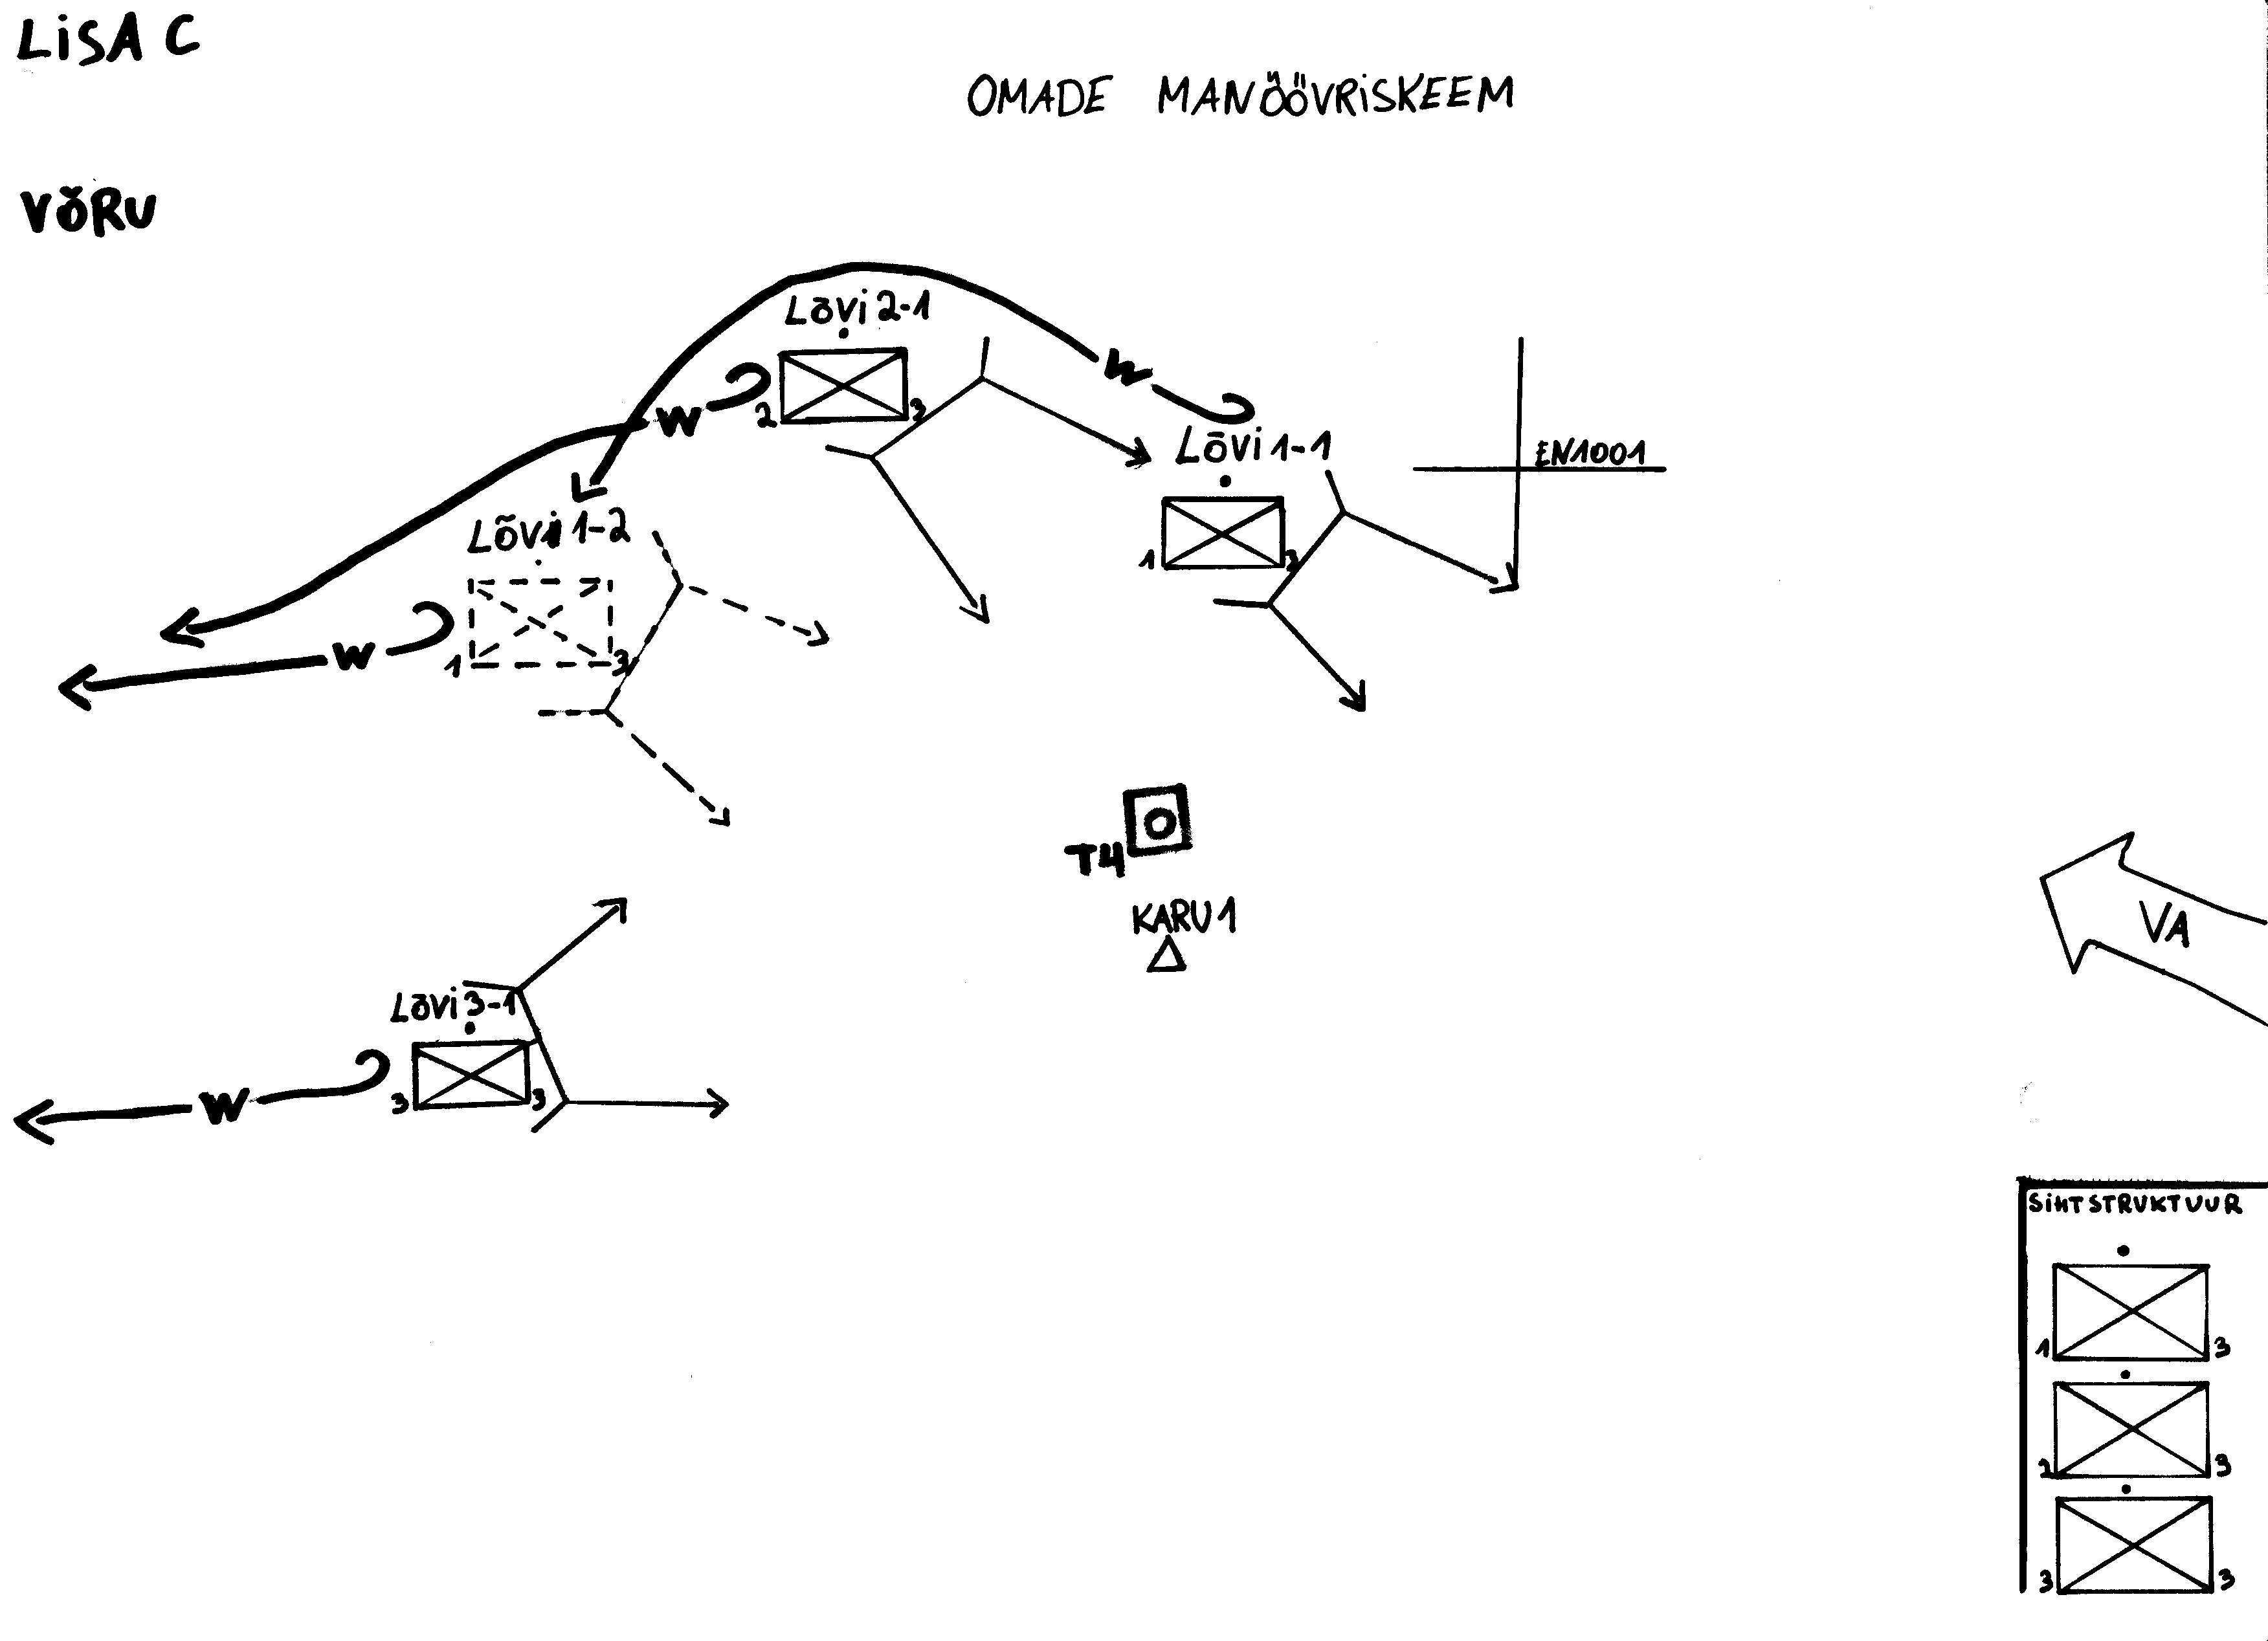 LiSA C
OMADE MANÖÖVRiSKEEM
VÕRU
Lõvi 2-1
W
2 3
W
Lõvi 1-1
EN1001
1 3
Lõvi 1-2
W
1 3
T4
KARU 1
VA
Lõvi 3-1
W
3 3
SiHTSTRUKTUUR
1 3
2 3
3 3